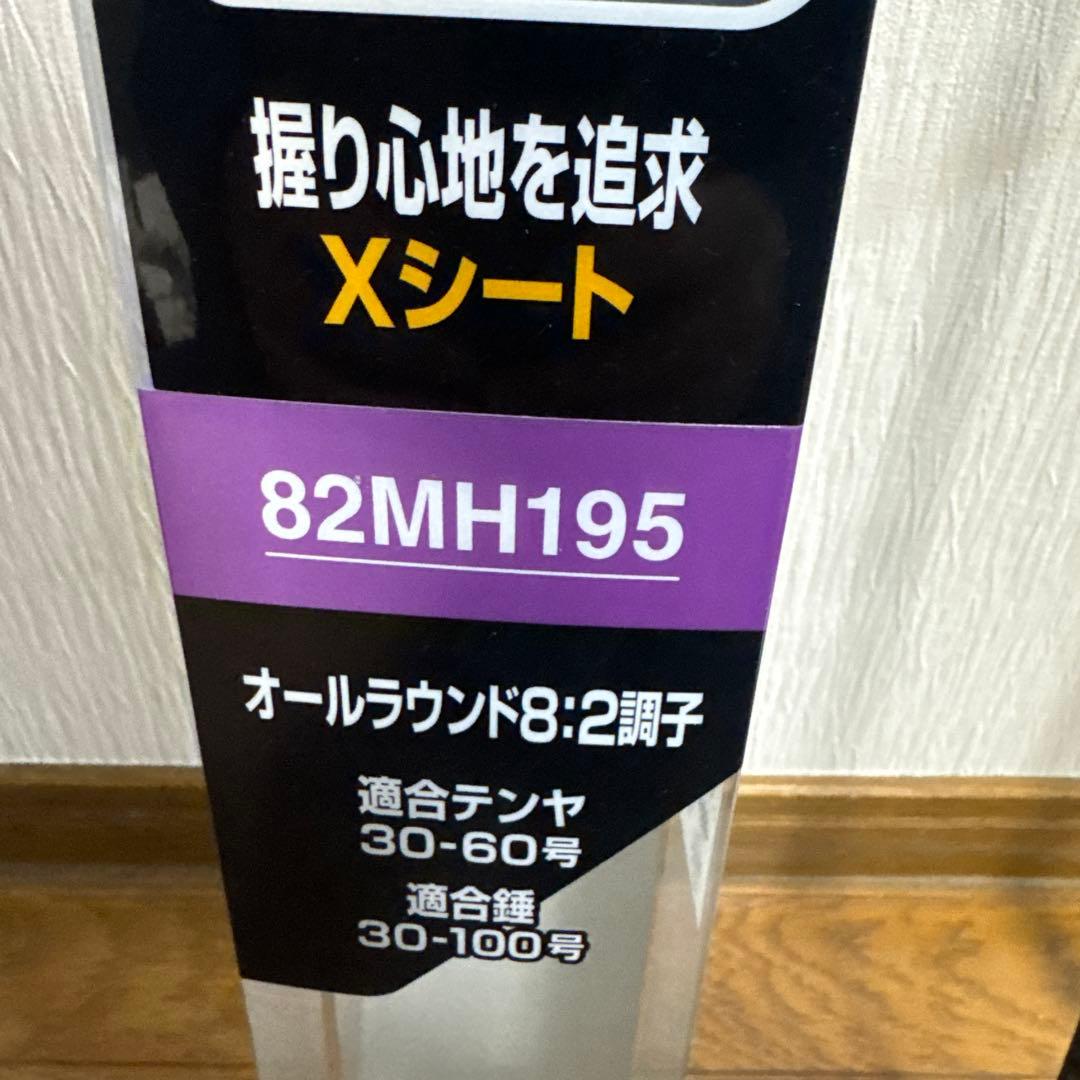 握り心地を追求
Xシート
82MH195
オールラウンド8:2調子
適合テンヤ
30-60号
適合錘
30-100号